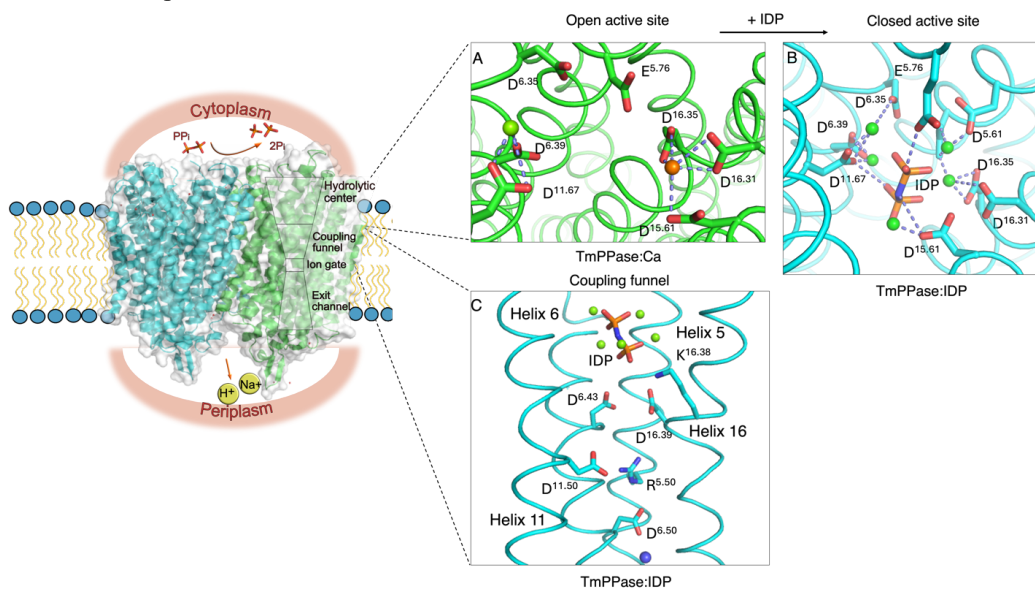 Open active site
+ IDP
Closed active site
Cytoplasm
PPi
2Pi
Hydrolytic
center
Coupling
funnel
Ion gate
Exit
channel
H+
Na+
Periplasm
A
D6.35
E5.76
D16.35
D6.39
D11.67
D16.31
D15.61
TmPPase:Ca
B
E5.76
D6.35
D6.39
D5.61
D16.35
IDP
D11.67
D16.31
D15.61
TmPPase:IDP
Coupling funnel
C
Helix 6
Helix 5
IDP
K16.38
D6.43
D16.39
Helix 16
D11.50
R5.50
Helix 11
D6.50
TmPPase:IDP